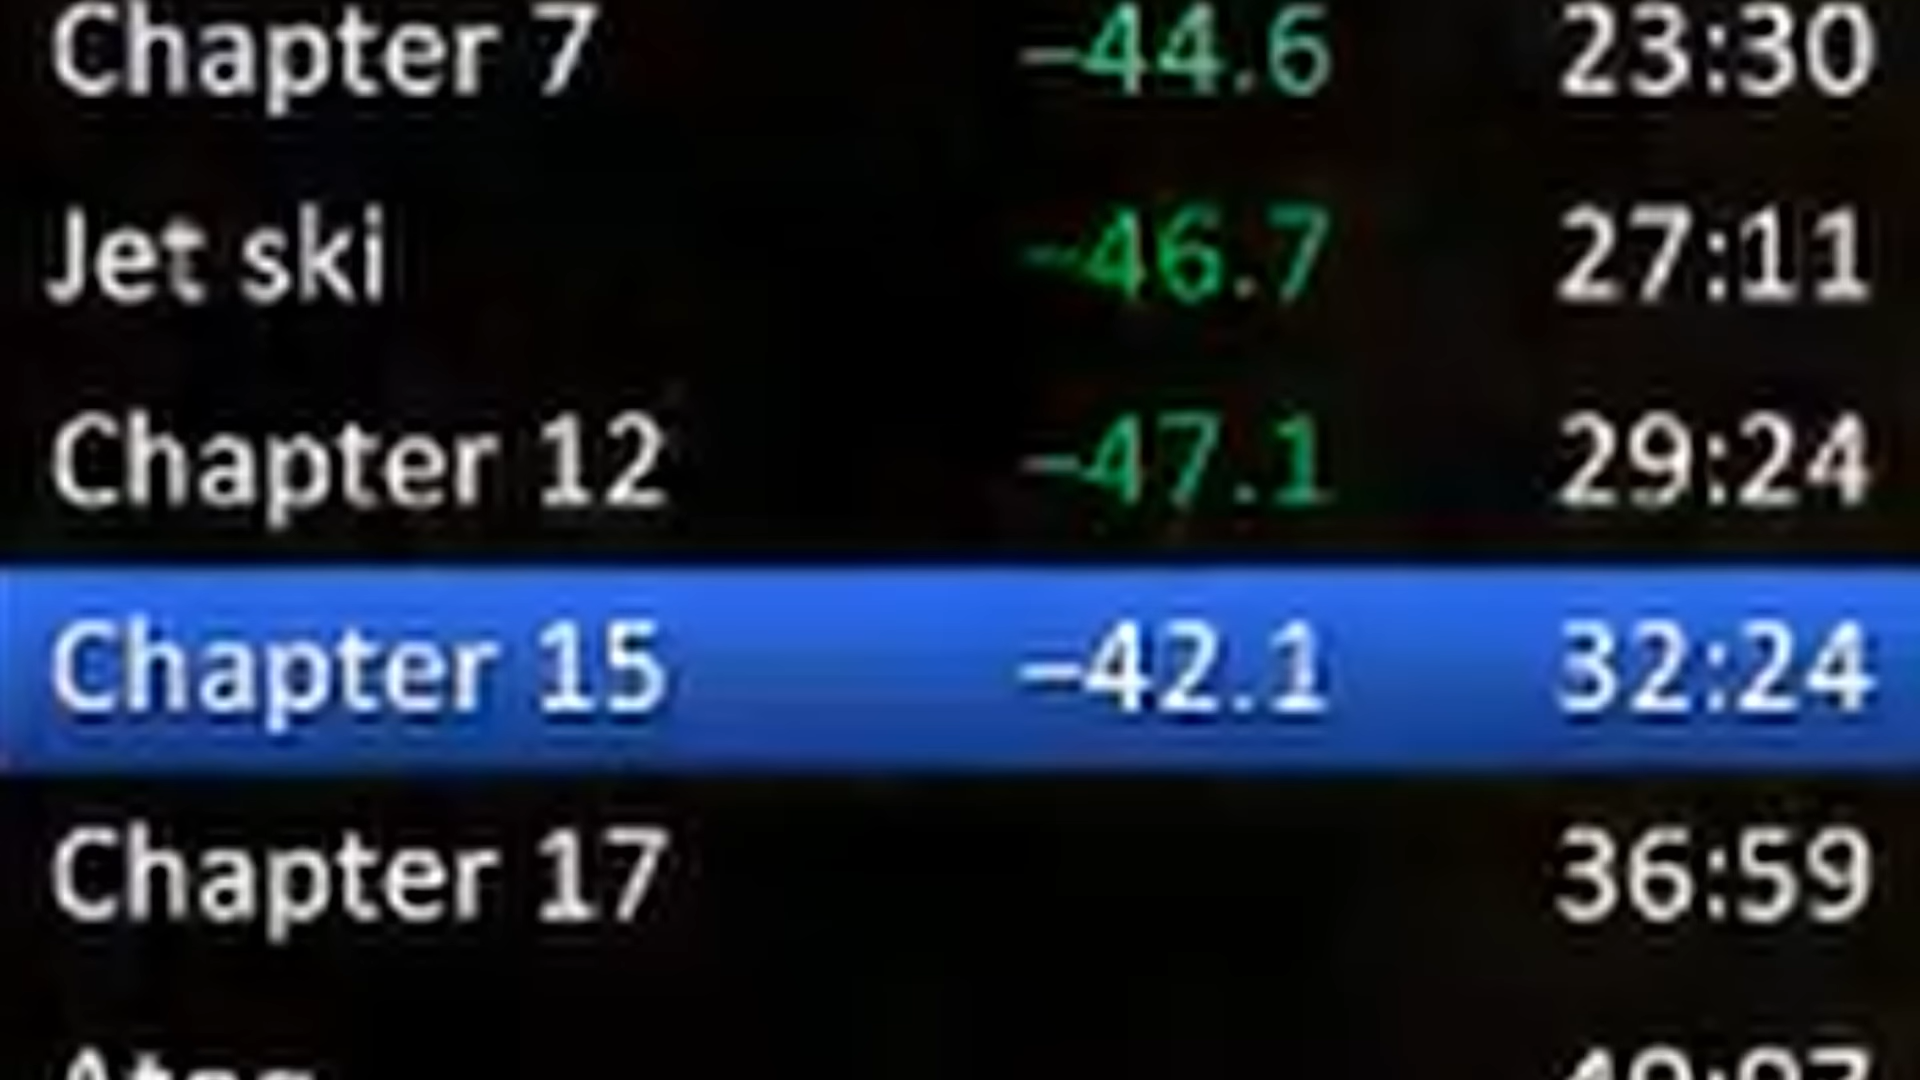 Chapter 7 −44.6 23:30
Jet ski −46.7 27:11
Chapter 12 −47.1 29:24
Chapter 15 −42.1 32:24
Chapter 17 36:59